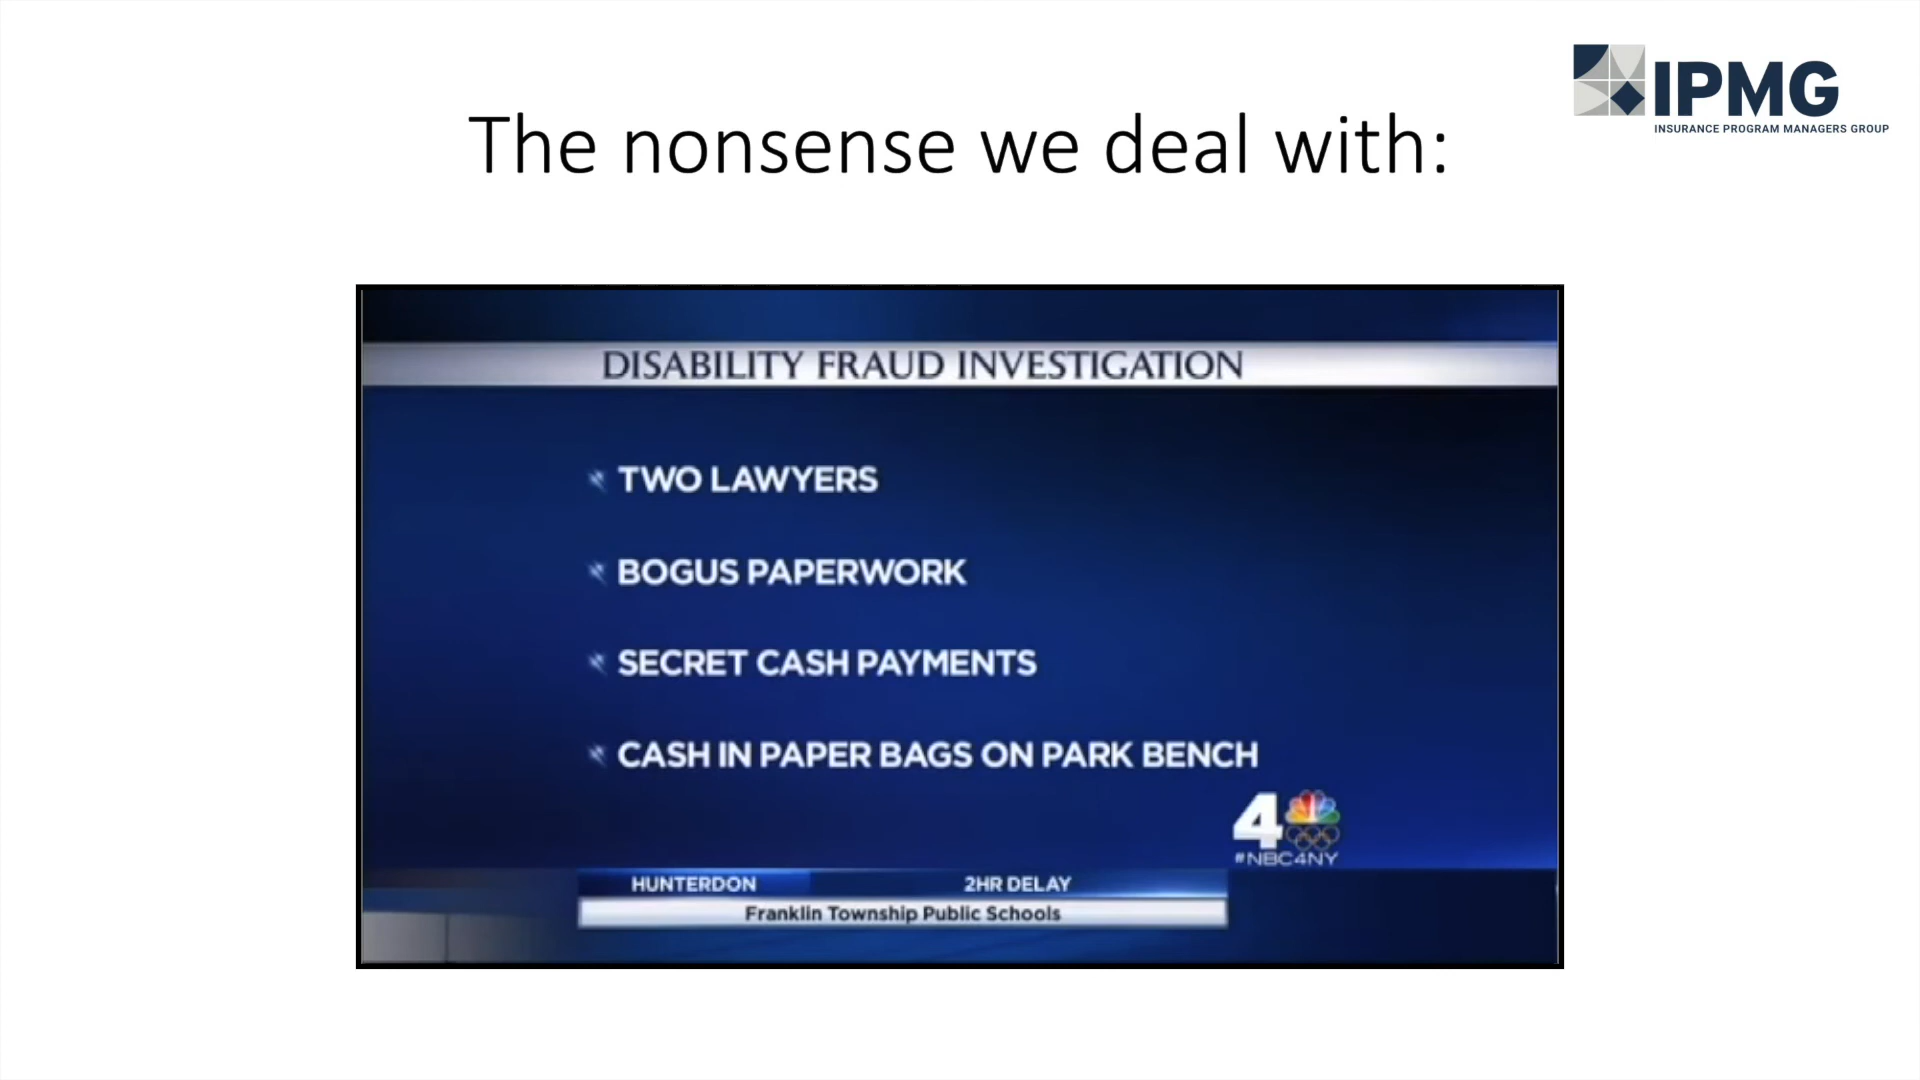 IPMG
INSURANCE PROGRAM MANAGERS GROUP
The nonsense we deal with:
DISABILITY FRAUD INVESTIGATION
TWO LAWYERS
BOGUS PAPERWORK
SECRET CASH PAYMENTS
CASH IN PAPER BAGS ON PARK BENCH
4
#NBC4NY
HUNTERDON 2HR DELAY
Franklin Township Public Schools